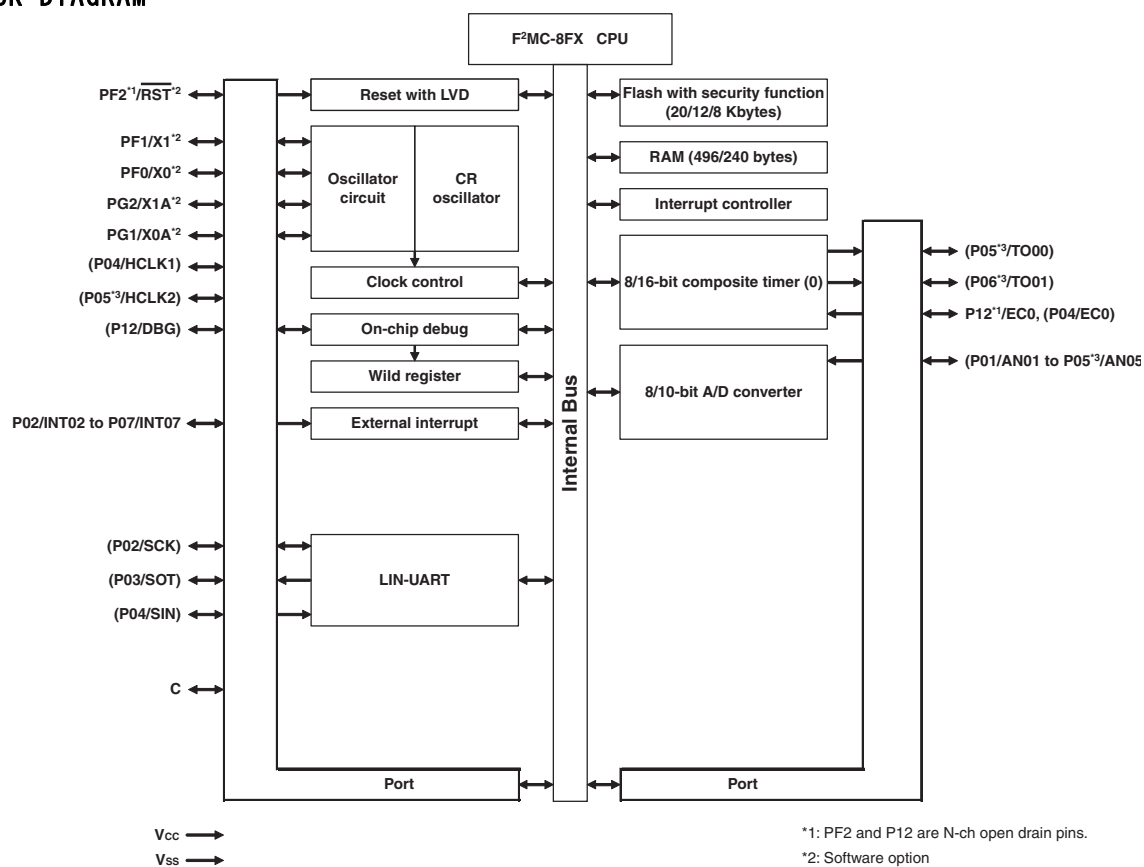 F²MC-8FX CPU
PF2*1/RST*2
Reset with LVD
Flash with security function
(20/12/8 Kbytes)
PF1/X1*2
PF0/X0*2
PG2/X1A*2
PG1/X0A*2
Oscillator
circuit
CR
oscillator
RAM (496/240 bytes)
Interrupt controller
(P04/HCLK1)
(P05*3/HCLK2)
Clock control
8/16-bit composite timer (0)
(P05*3/TO00)
(P06*3/TO01)
P12*1/EC0, (P04/EC0)
(P12/DBG)
On-chip debug
Wild register
8/10-bit A/D converter
(P01/AN01 to P05*3/AN05
P02/INT02 to P07/INT07
External interrupt
Internal Bus
(P02/SCK)
(P03/SOT)
(P04/SIN)
LIN-UART
C
Port
Port
Vcc
Vss
*1: PF2 and P12 are N-ch open drain pins.
*2: Software option